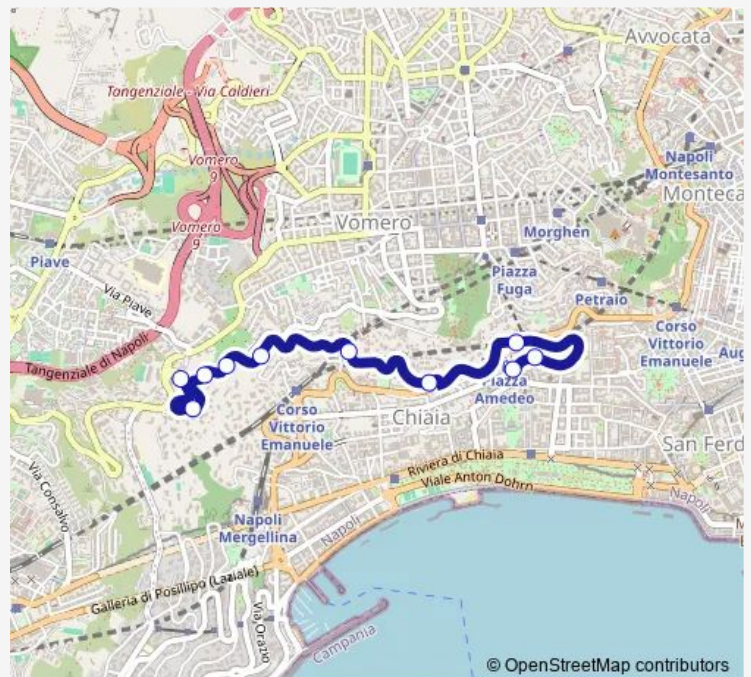 Avvocata
Tangenziale - Via Caldieri
Vomero
9
Napoli
Montesanto
Monteca
Vomero
9
Vomero
Morghen
Piave
Piazza
Fuga
Via Piave
Petraio
Corso
Vittorio
Emanuele
Aug
Tangenziale di Napoli
Piazza
Amedeo
Corso
Vittorio
Emanuele
Chiaia
San Ferd
Riviera di Chiaia
Viale Anton Dohrn
Via Consalvo
Napoli
Napoli
Mergellina
Napoli
Galleria di Posillipo (Laziale)
Via Orazio
Campania
© OpenStreetMap contributors